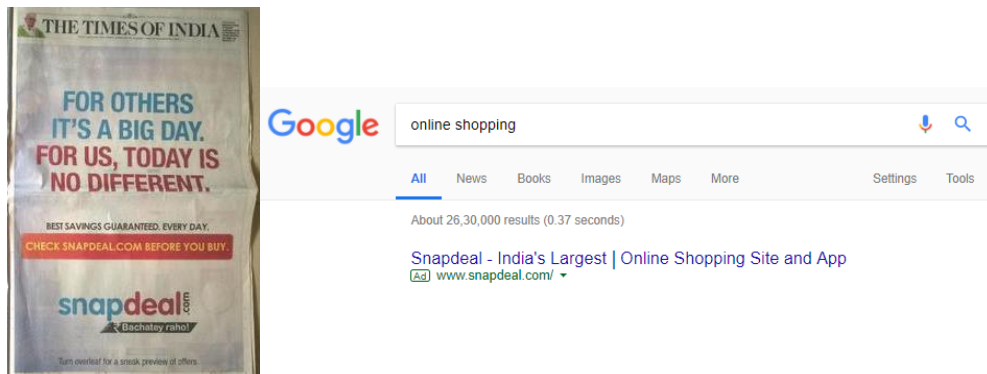 THE TIMES OF INDIA
FOR OTHERS
IT'S A BIG DAY.
FOR US, TODAY IS
NO DIFFERENT.
BEST SAVINGS GUARANTEED. EVERY DAY.
CHECK SNAPDEAL.COM BEFORE YOU BUY.
snapdeal.com
Bachatey raho!
Turn overleaf for a sneak preview of offers.
Google
online shopping
All News Books Images Maps More Settings Tools
About 26,30,000 results (0.37 seconds)
Snapdeal - India's Largest | Online Shopping Site and App
Ad www.snapdeal.com/